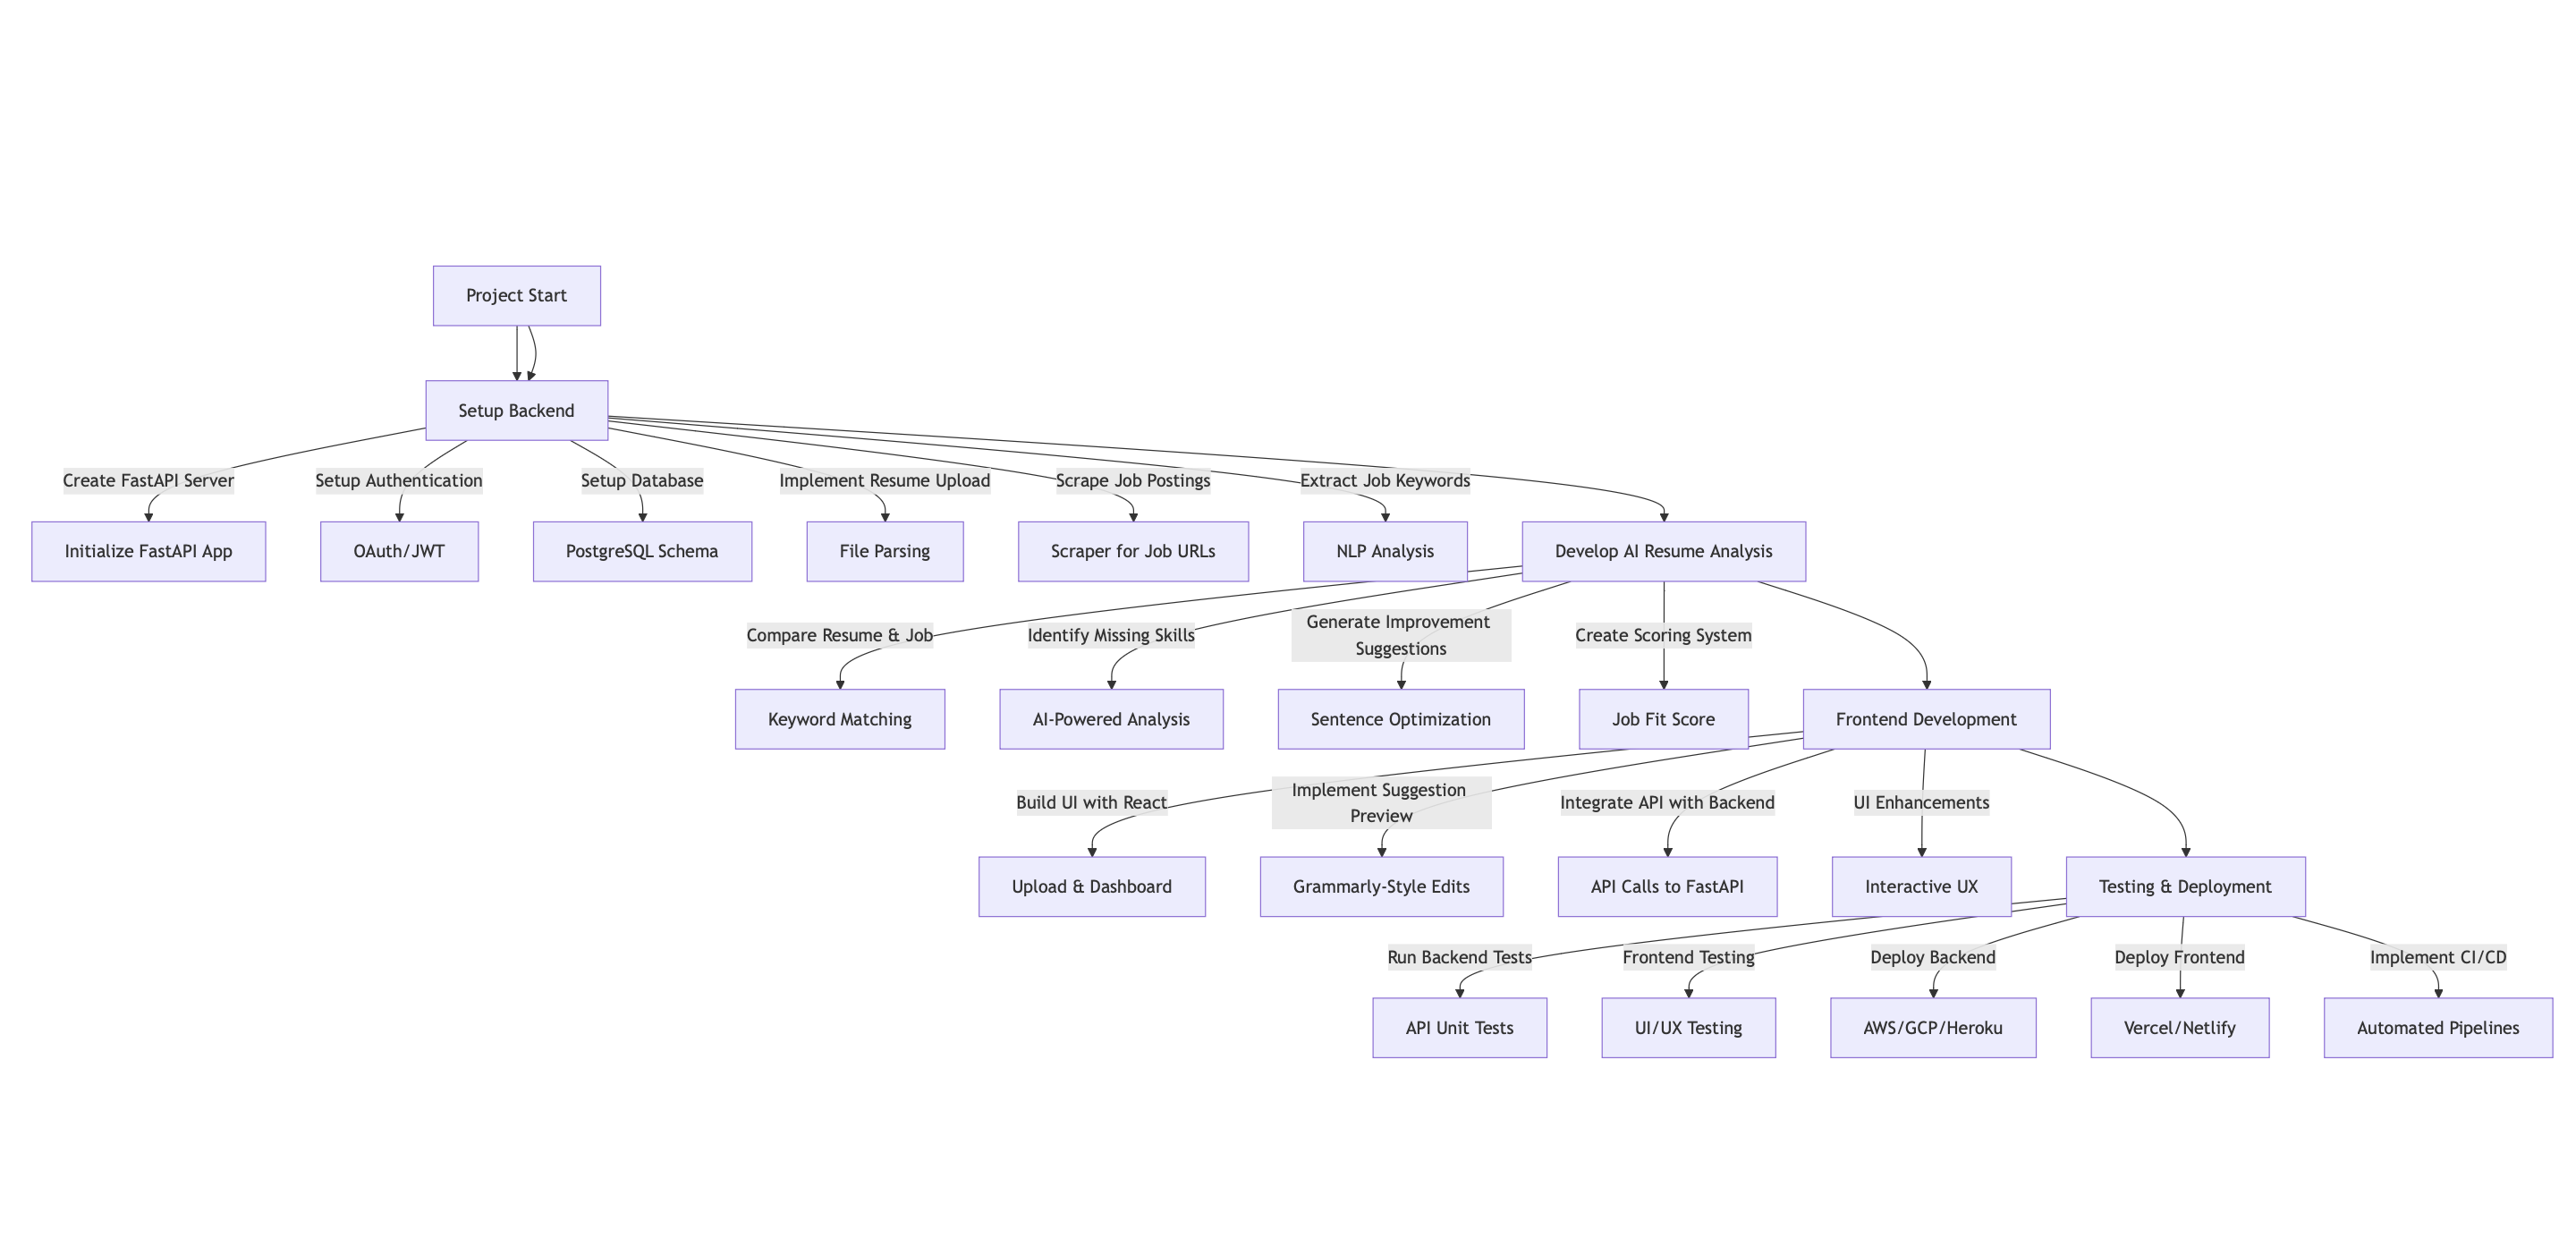 Project Start
Setup Backend
Create FastAPI Server
Setup Authentication
Setup Database
Implement Resume Upload
Scrape Job Postings
Extract Job Keywords
Initialize FastAPI App
OAuth/JWT
PostgreSQL Schema
File Parsing
Scraper for Job URLs
NLP Analysis
Develop AI Resume Analysis
Compare Resume & Job
Identify Missing Skills
Generate Improvement
Suggestions
Create Scoring System
Keyword Matching
AI-Powered Analysis
Sentence Optimization
Job Fit Score
Frontend Development
Build UI with React
Implement Suggestion
Preview
Integrate API with Backend
UI Enhancements
Upload & Dashboard
Grammarly-Style Edits
API Calls to FastAPI
Interactive UX
Testing & Deployment
Run Backend Tests
Frontend Testing
Deploy Backend
Deploy Frontend
Implement CI/CD
API Unit Tests
UI/UX Testing
AWS/GCP/Heroku
Vercel/Netlify
Automated Pipelines